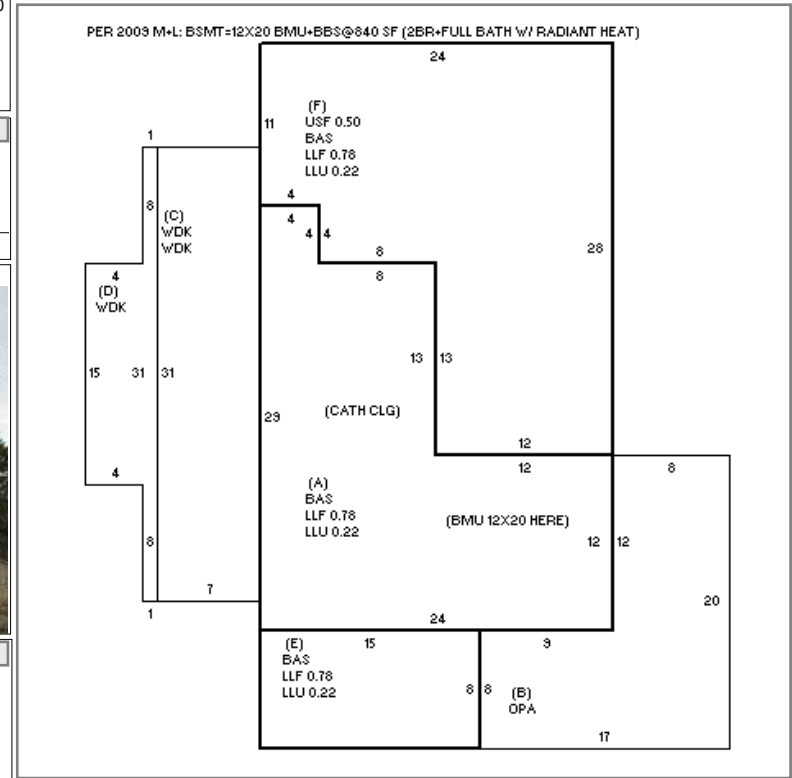 PER 2009 M+L: BSMT=12X20 BMU+BBS@840 SF (2BR+FULL BATH W/ RADIANT HEAT)
24
(F)
USF 0.50
BAS
LLF 0.78
LLU 0.22
11
1
4
4
8
(C)
WDK
WDK
4 4
8
8
28
4
(D)
WDK
15 31 31
13 13
29
(CATH CLG)
12
12
8
4
(A)
BAS
LLF 0.78
LLU 0.22
(BMU 12X20 HERE)
8
12 12
7
1
20
24
(E)
BAS
LLF 0.78
LLU 0.22
15
9
8 8
(B)
OPA
17